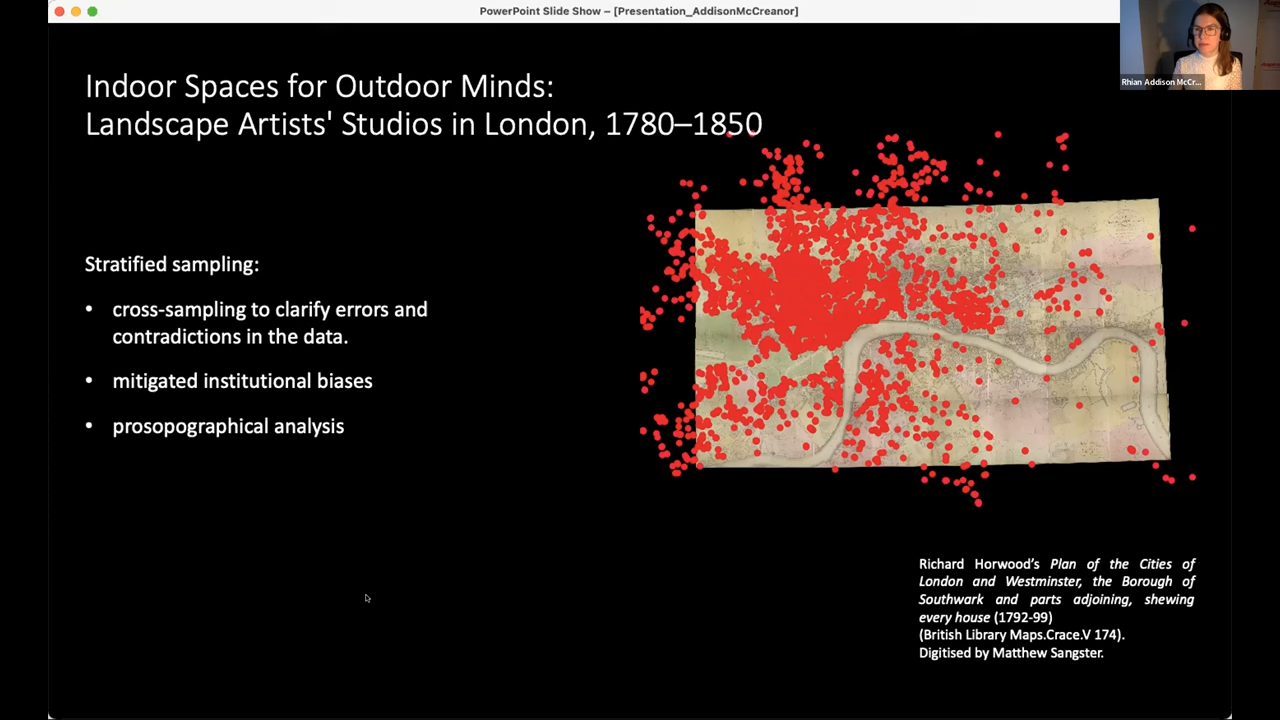 PowerPoint Slide Show – [Presentation_AddisonMcCreanor]
Rhian Addison McCr...
Indoor Spaces for Outdoor Minds:
Landscape Artists' Studios in London, 1780–1850
Stratified sampling:
• cross-sampling to clarify errors and
contradictions in the data.
• mitigated institutional biases
• prosopographical analysis
Richard Horwood's Plan of the Cities of
London and Westminster, the Borough of
Southwark and parts adjoining, shewing
every house (1792-99)
(British Library Maps.Crace.V 174).
Digitised by Matthew Sangster.